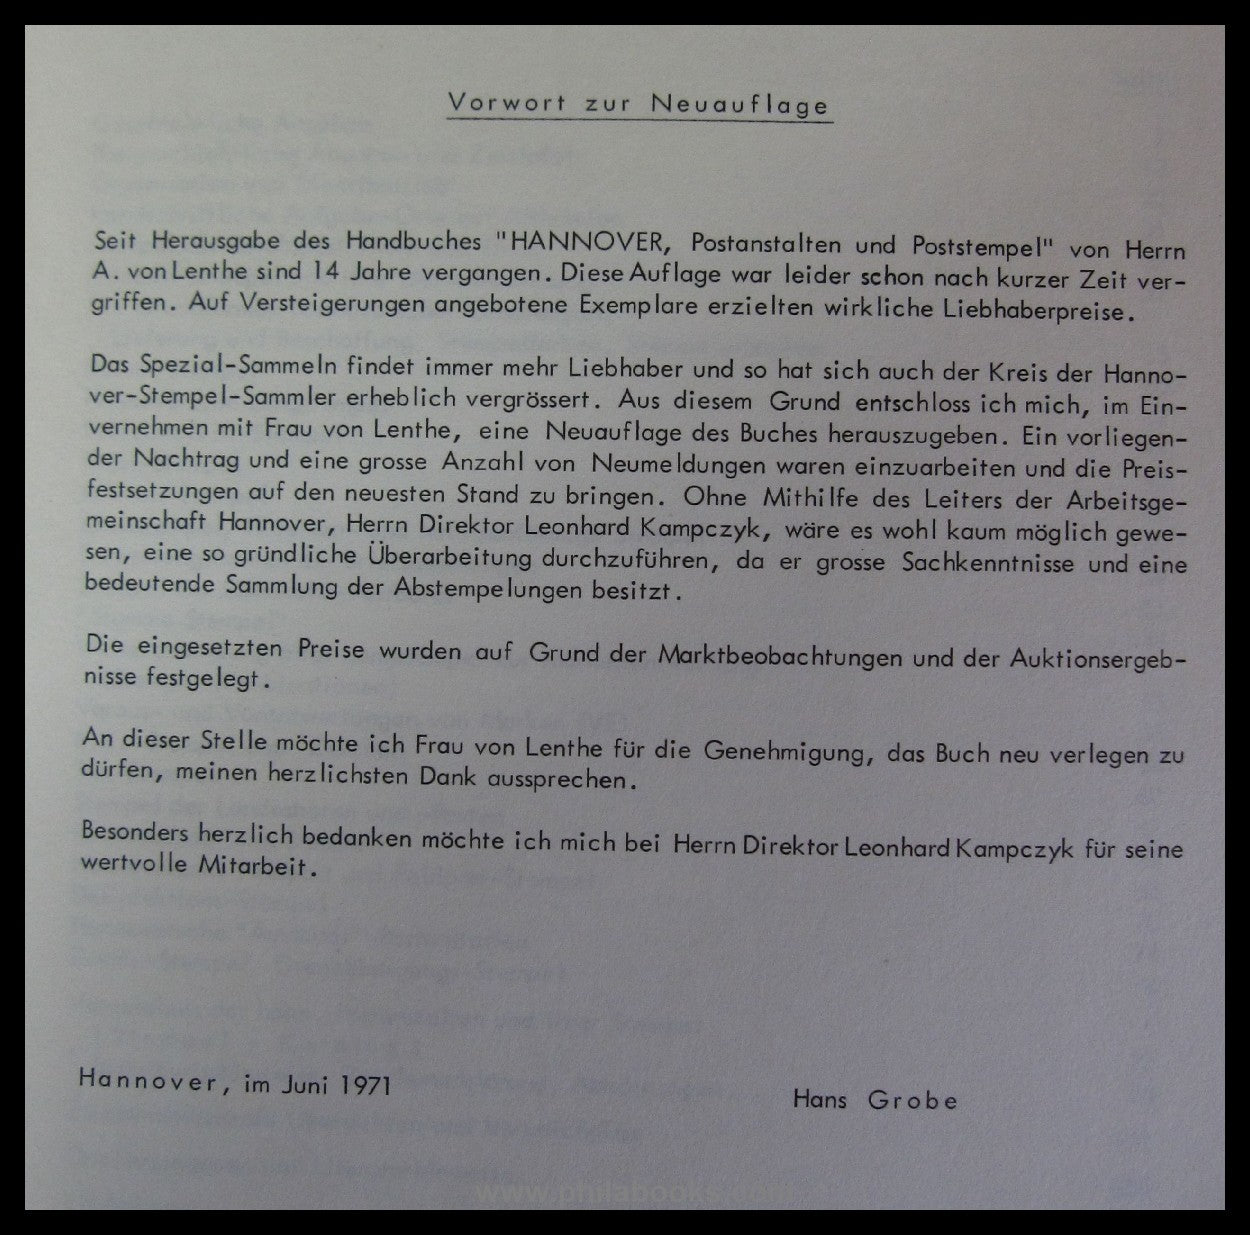 Vorwort zur Neuauflage
Seit Herausgabe des Handbuches "HANNOVER, Postanstalten und Poststempel" von Herrn
A. von Lenthe sind 14 Jahre vergangen. Diese Auflage war leider schon nach kurzer Zeit ver-
griffen. Auf Versteigerungen angebotene Exemplare erzielten wirkliche Liebhaberpreise.
Das Spezial-Sammeln findet immer mehr Liebhaber und so hat sich auch der Kreis der Hanno-
ver-Stempel-Sammler erheblich vergrössert. Aus diesem Grund entschloss ich mich, im Ein-
vernehmen mit Frau von Lenthe, eine Neuauflage des Buches herauszugeben. Ein vorliegen-
der Nachtrag und eine grosse Anzahl von Neumeldungen waren einzuarbeiten und die Preis-
festsetzungen auf den neuesten Stand zu bringen. Ohne Mithilfe des Leiters der Arbeitsge-
meinschaft Hannover, Herrn Direktor Leonhard Kampczyk, wäre es wohl kaum möglich gewe-
sen, eine so gründliche Überarbeitung durchzuführen, da er grosse Sachkenntnisse und eine
bedeutende Sammlung der Abstempelungen besitzt.
Die eingesetzten Preise wurden auf Grund der Marktbeobachtungen und der Auktionsergeb-
nisse festgelegt.
An dieser Stelle möchte ich Frau von Lenthe für die Genehmigung, das Buch neu verlegen zu
dürfen, meinen herzlichsten Dank aussprechen.
Besonders herzlich bedanken möchte ich mich bei Herrn Direktor Leonhard Kampczyk für seine
wertvolle Mitarbeit.
Hannover, im Juni 1971
Hans Grobe
www.philabooks.com